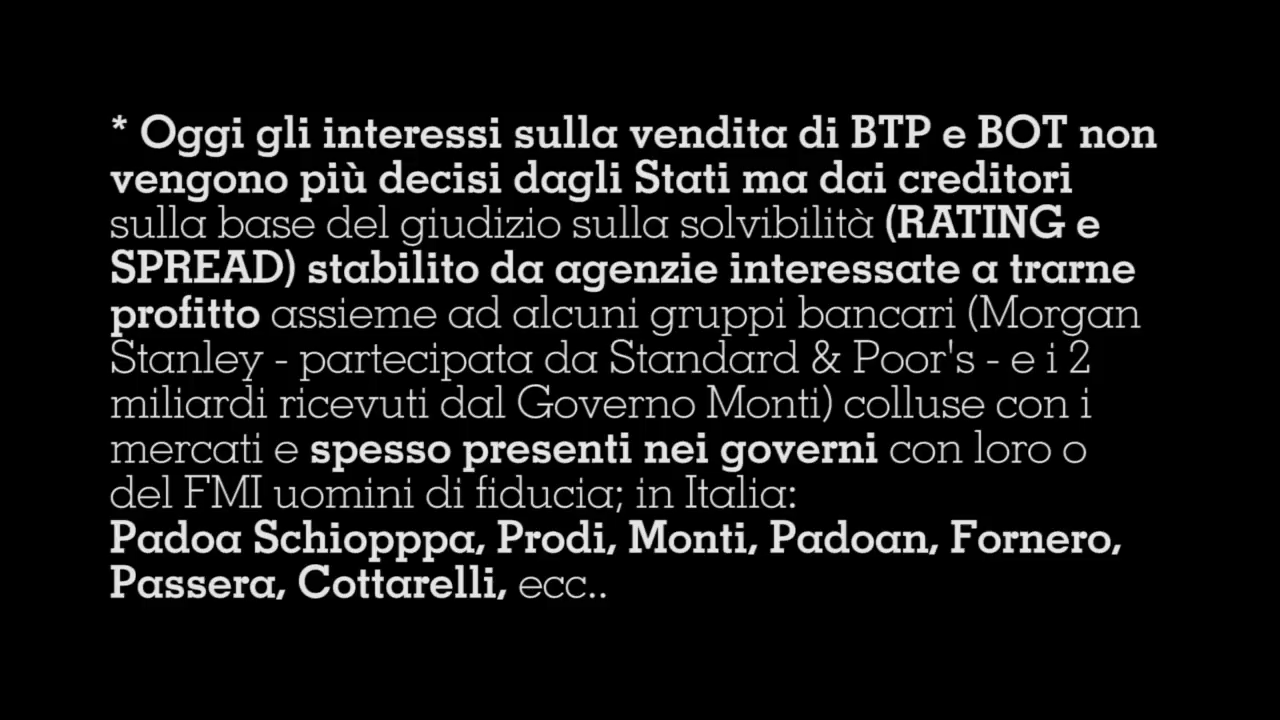 * Oggi gli interessi sulla vendita di BTP e BOT non
vengono più decisi dagli Stati ma dai creditori
sulla base del giudizio sulla solvibilità (RATING e
SPREAD) stabilito da agenzie interessate a trarne
profitto assieme ad alcuni gruppi bancari (Morgan
Stanley - partecipata da Standard & Poor's - e i 2
miliardi ricevuti dal Governo Monti) colluse con i
mercati e spesso presenti nei governi con loro o
del FMI uomini di fiducia; in Italia:
Padoa Schiopppa, Prodi, Monti, Padoan, Fornero,
Passera, Cottarelli, ecc..